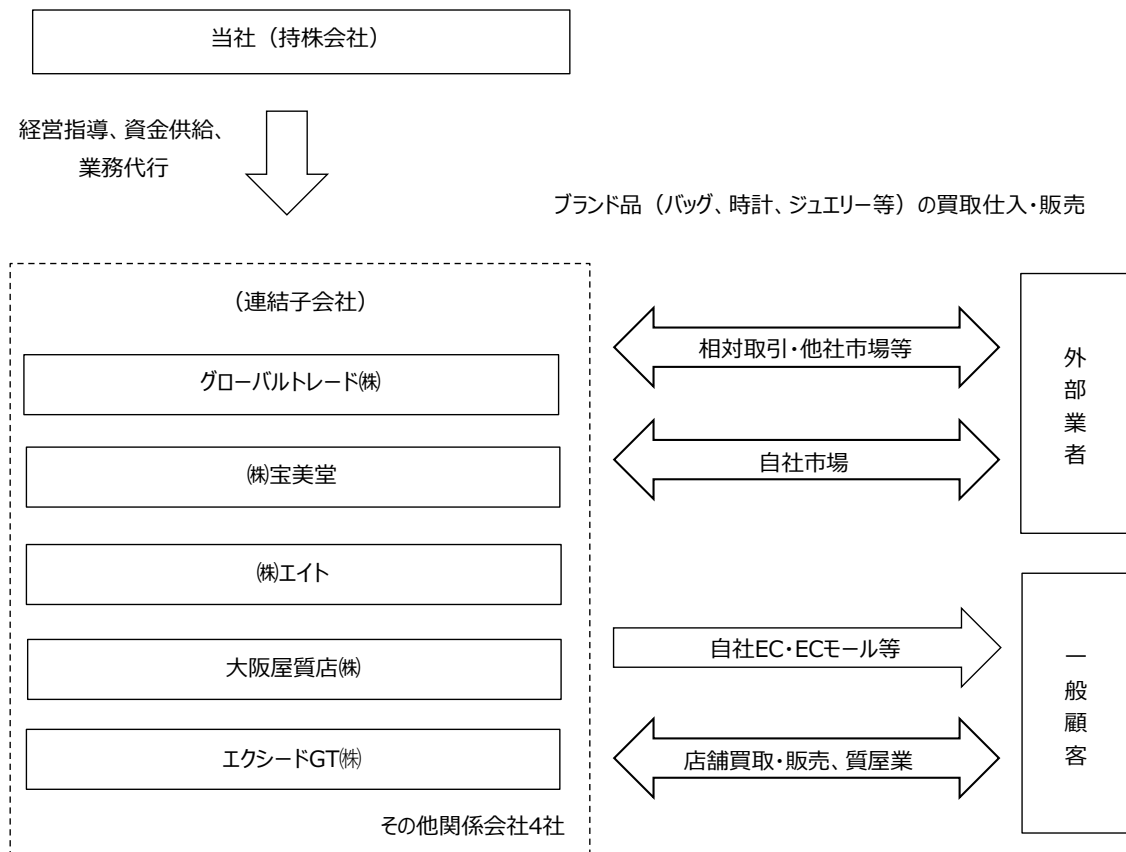 当社（持株会社）
経営指導、資金供給、
業務代行
ブランド品（バッグ、時計、ジュエリー等）の買取仕入・販売
（連結子会社）
グローバルトレード㈱
㈱宝美堂
㈱エイト
大阪屋質店㈱
エクシードGT㈱
その他関係会社4社
相対取引・他社市場等
自社市場
自社EC・ECモール等
店舗買取・販売、質屋業
外部業者
一般顧客